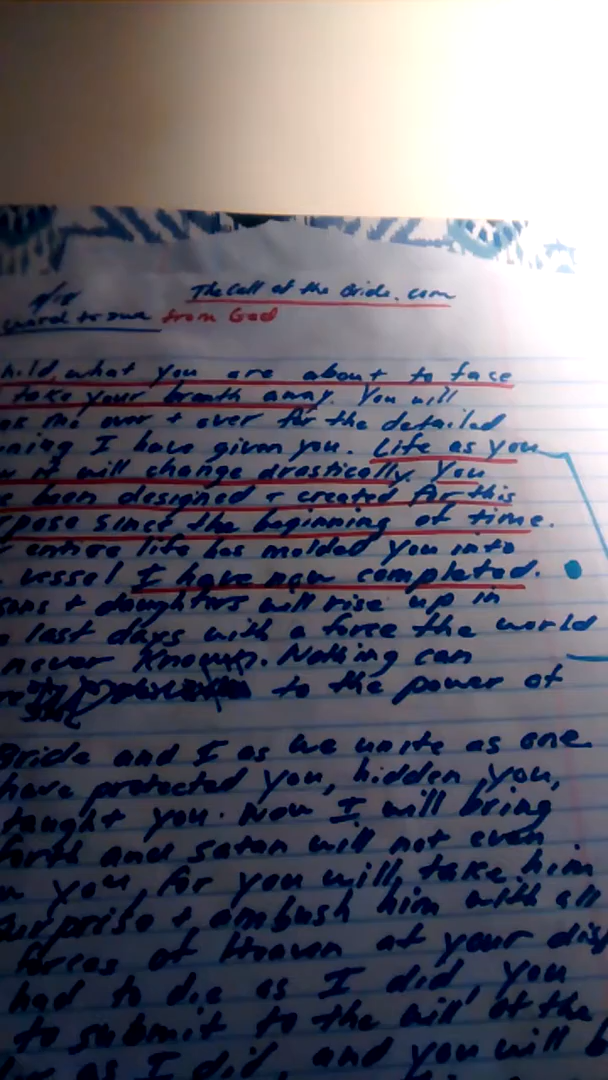 The Call of the Bride. com
from God
what you are about to face
take your breath away. You will
me over + over for the detailed
I have given you. Life as you
it will change drastically. You
been designed + created for this
since the beginning of time.
entire life has molded you into
vessel I have now completed.
+ daughters will rise up in
last days with a force the world
never known. Nothing can
to the power of
Bride and I as we unite as one
have protected you, hidden you,
taught you. Now I will bring
forth and satan will not even
you, for you will take him
surprise + ambush him with all
forces of Heaven at your
had to die as I did, you
to submit to the will of the
as I did, and you will